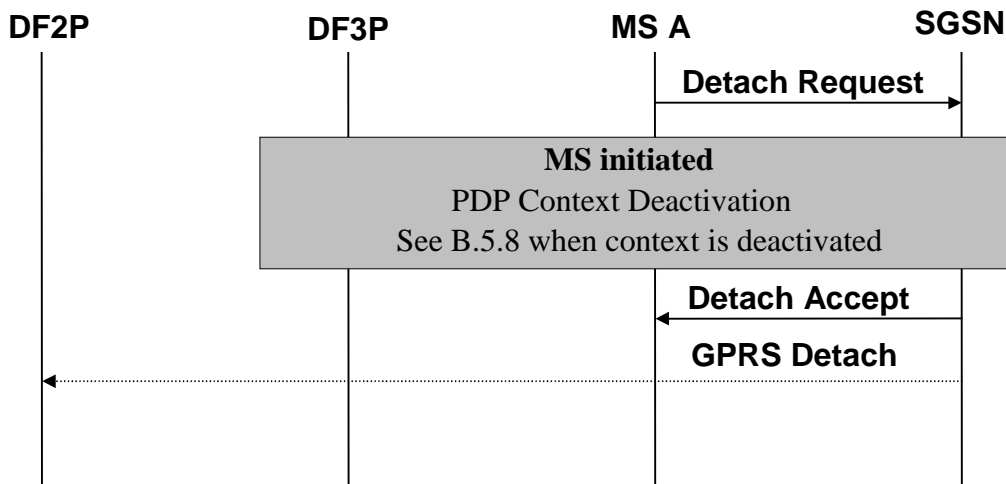 DF2P DF3P MS A SGSN
Detach Request
MS initiated
PDP Context Deactivation
See B.5.8 when context is deactivated
Detach Accept
GPRS Detach